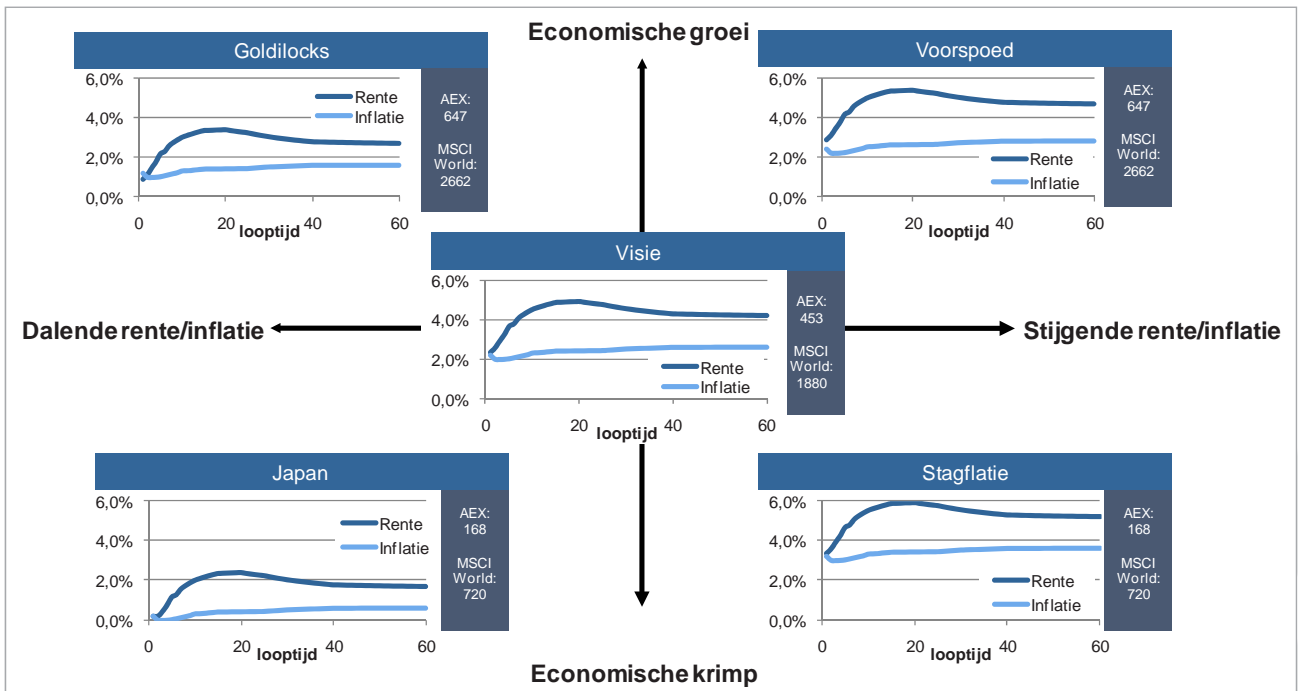 Economische groei
Goldilocks
6,0%
4,0%
2,0%
0,0%
0
20
40
60
looptijd
Rente
Inflatie
AEX:
647
MSCI
World:
2662
Voorspoed
6,0%
4,0%
2,0%
0,0%
0
20
40
60
looptijd
Rente
Inflatie
AEX:
647
MSCI
World:
2662
Dalende rente/inflatie
Visie
6,0%
4,0%
2,0%
0,0%
0
20
40
60
looptijd
Rente
Inflatie
AEX:
453
MSCI
World:
1880
Stijgende rente/inflatie
Japan
6,0%
4,0%
2,0%
0,0%
0
20
40
60
looptijd
Rente
Inflatie
AEX:
168
MSCI
World:
720
Stagflatie
6,0%
4,0%
2,0%
0,0%
0
20
40
60
looptijd
Rente
Inflatie
AEX:
168
MSCI
World:
720
Economische krimp